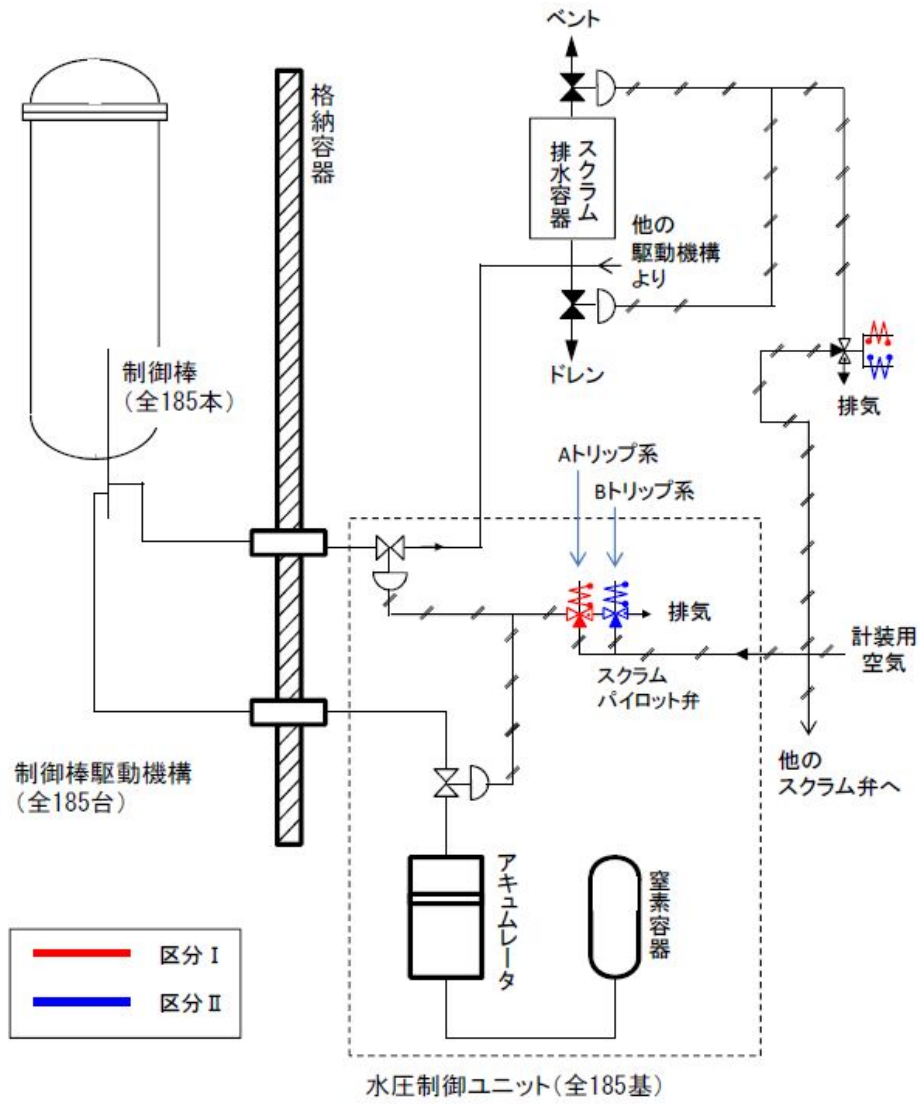 ベント
格納容器
スクラム
排水容器
他の
駆動機構
より
ドレン
制御棒
(全185本)
排気
Aトリップ系
Bトリップ系
排気
計装用
空気
スクラム
パイロット弁
他の
スクラム弁へ
制御棒駆動機構
(全185台)
アキュムレータ
窒素容器
区分Ⅰ
区分Ⅱ
水圧制御ユニット(全185基)